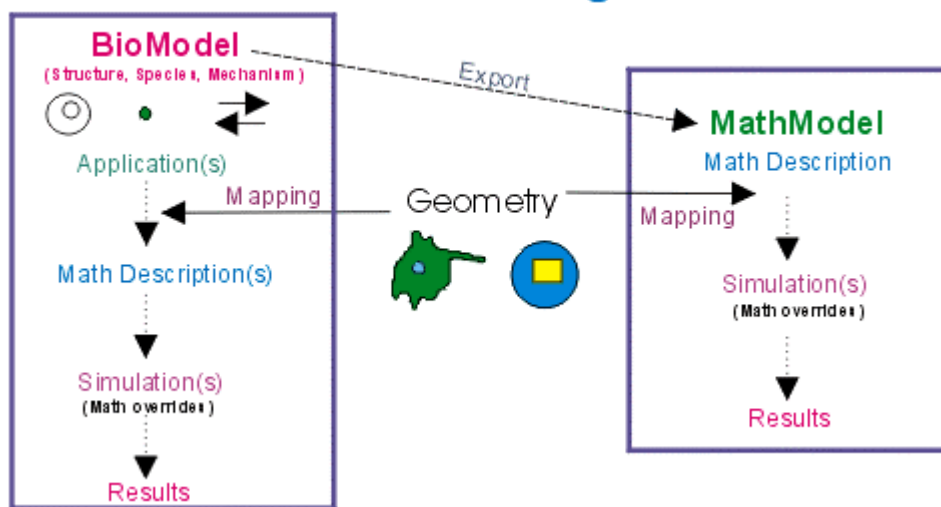 BioModel
(Structure, Species, Mechanism)
Application(s)
Mapping
Math Description(s)
Simulation(s)
(Math overrides)
Results
Export
Geometry
MathModel
Math Description
Mapping
Simulation(s)
(Math overrides)
Results